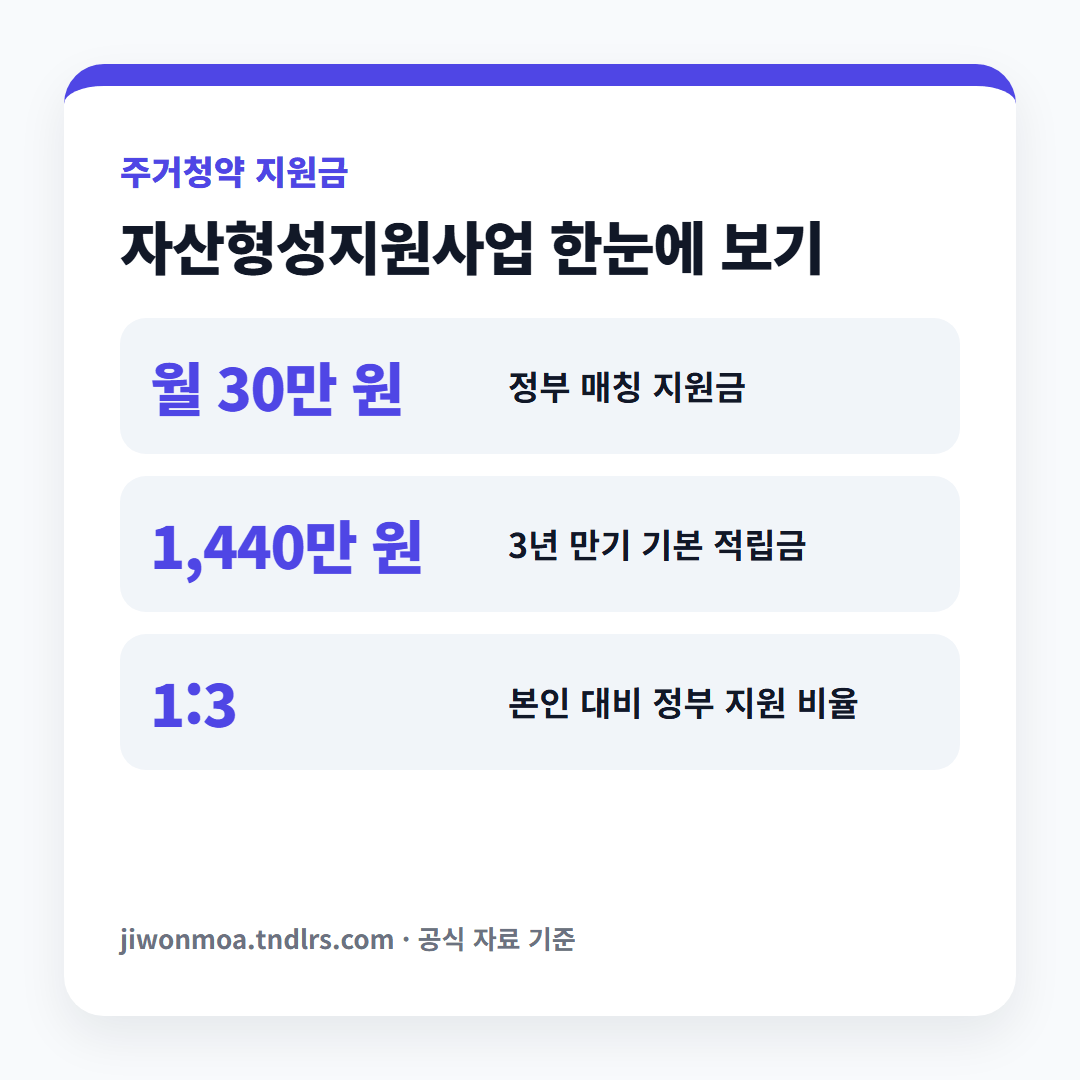 주거청약 지원금
자산형성지원사업 한눈에 보기
월 30만 원 정부 매칭 지원금
1,440만 원 3년 만기 기본 적립금
1:3 본인 대비 정부 지원 비율
jiwonmoa.tndlrs.com · 공식 자료 기준